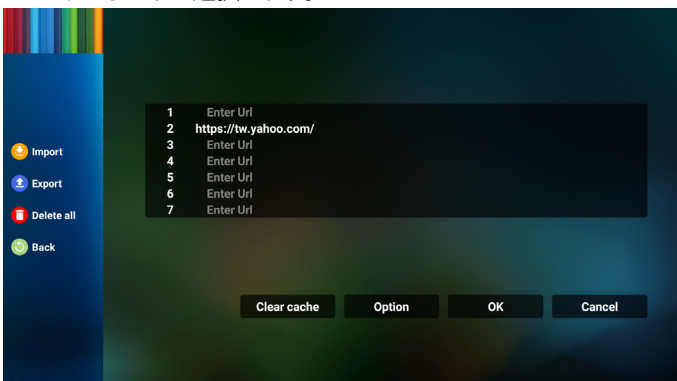 Import
Export
Delete all
Back
1 Enter Url
2 https://tw.yahoo.com/
3 Enter Url
4 Enter Url
5 Enter Url
6 Enter Url
7 Enter Url
Clear cache Option OK Cancel